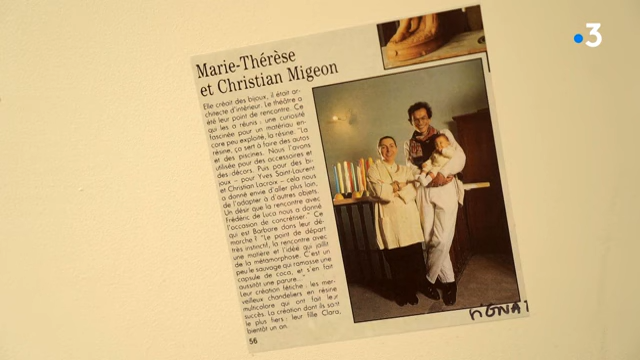 3
Marie-Thérèse
et Christian Migeon
Elle créait des bijoux, il était ar-
chitecte d'intérieur. Le théâtre a
été leur point de rencontre. Ce
qui les a réunis : une curiosité
fascinée pour un matériau en-
core peu exploité, la résine. "La
résine, ça sert à faire des autos
et des piscines. Nous l'avons
utilisée pour des accessoires et
des décors. Puis pour des bi-
joux – pour Yves Saint-Laurent
et Christian Lacroix – cela nous
a donné envie d'aller plus loin,
de l'adapter à d'autres objets.
Un désir que la rencontre avec
Frédéric de Luca nous a donné
l'occasion de concrétiser." Ce
qui est Barbare dans leur dé-
marche ? "Le point de départ
très instinctif, la rencontre avec
une matière et l'idée qui jaillit
de la métamorphose. C'est un
peu le sauvage qui ramasse une
capsule de coca, et s'en fait
aussitôt une parure..."
Leur création fétiche : les mer-
veilleux chandeliers en résine
multicolore qui ont fait leur
succès. La création dont ils sont
le plus fiers : leur fille Clara,
bientôt un an.
56